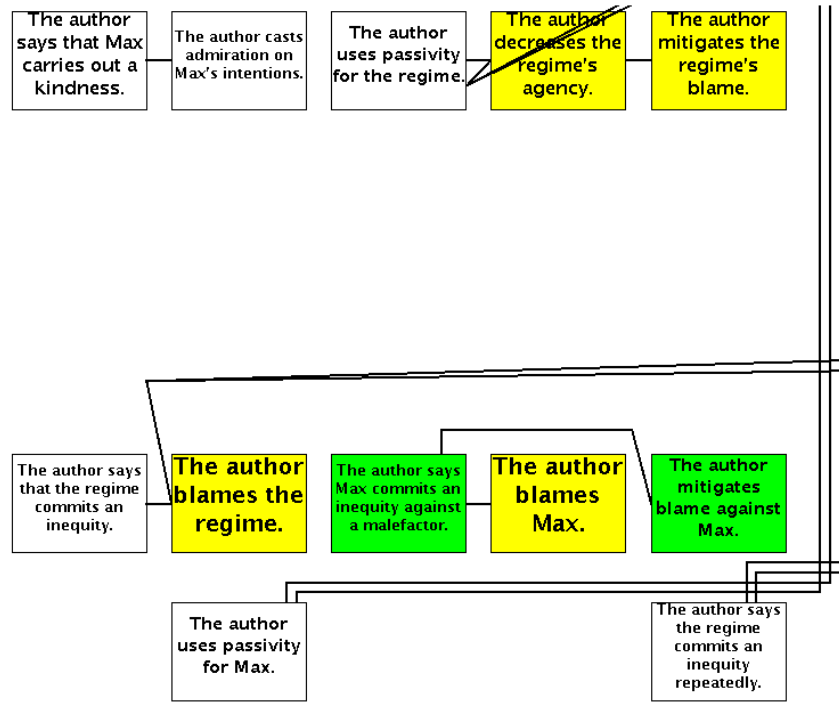 The author
says that Max
carries out a
kindness.
The author casts
admiration on
Max's intentions.
The author
uses passivity
for the regime.
The author
decreases the
regime's
agency.
The author
mitigates the
regime's
blame.
The author says
that the regime
commits an
inequity.
The author
blames the
regime.
The author says
Max commits an
inequity against
a malefactor.
The author
blames
Max.
The author
mitigates
blame against
Max.
The author
uses passivity
for Max.
The author says
the regime
commits an
inequity
repeatedly.